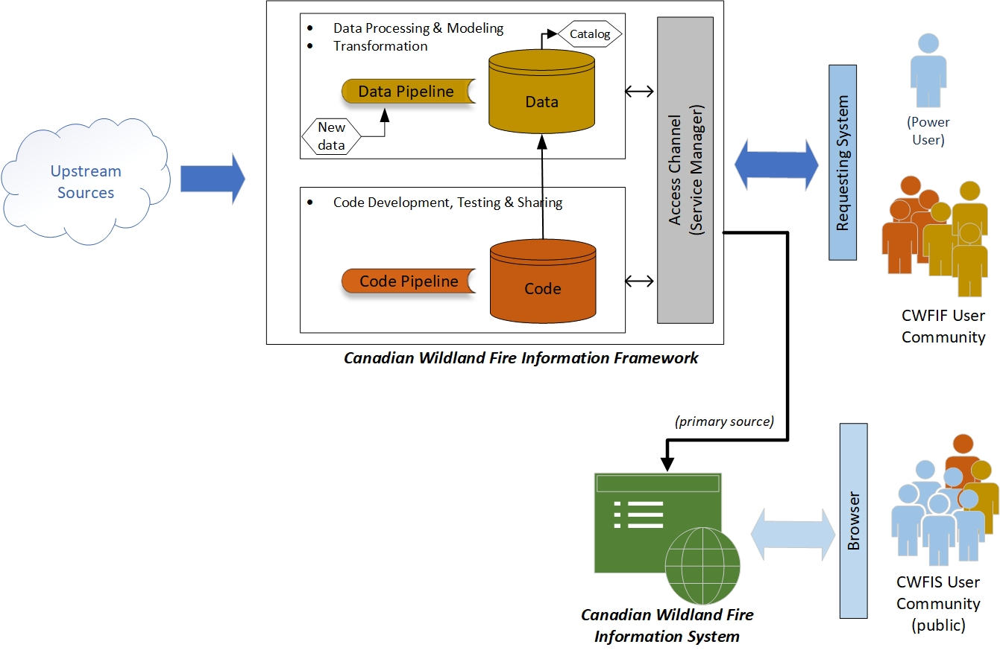 Data Processing & Modeling
Transformation
Catalog
Data Pipeline
Data
New
data
Upstream
Sources
Code Development, Testing & Sharing
Code Pipeline
Code
Access Channel
(Service Manager)
Canadian Wildland Fire Information Framework
Requesting System
(Power
User)
CWFIF User
Community
(primary source)
Canadian Wildland Fire
Information System
Browser
CWFIS User
Community
(public)